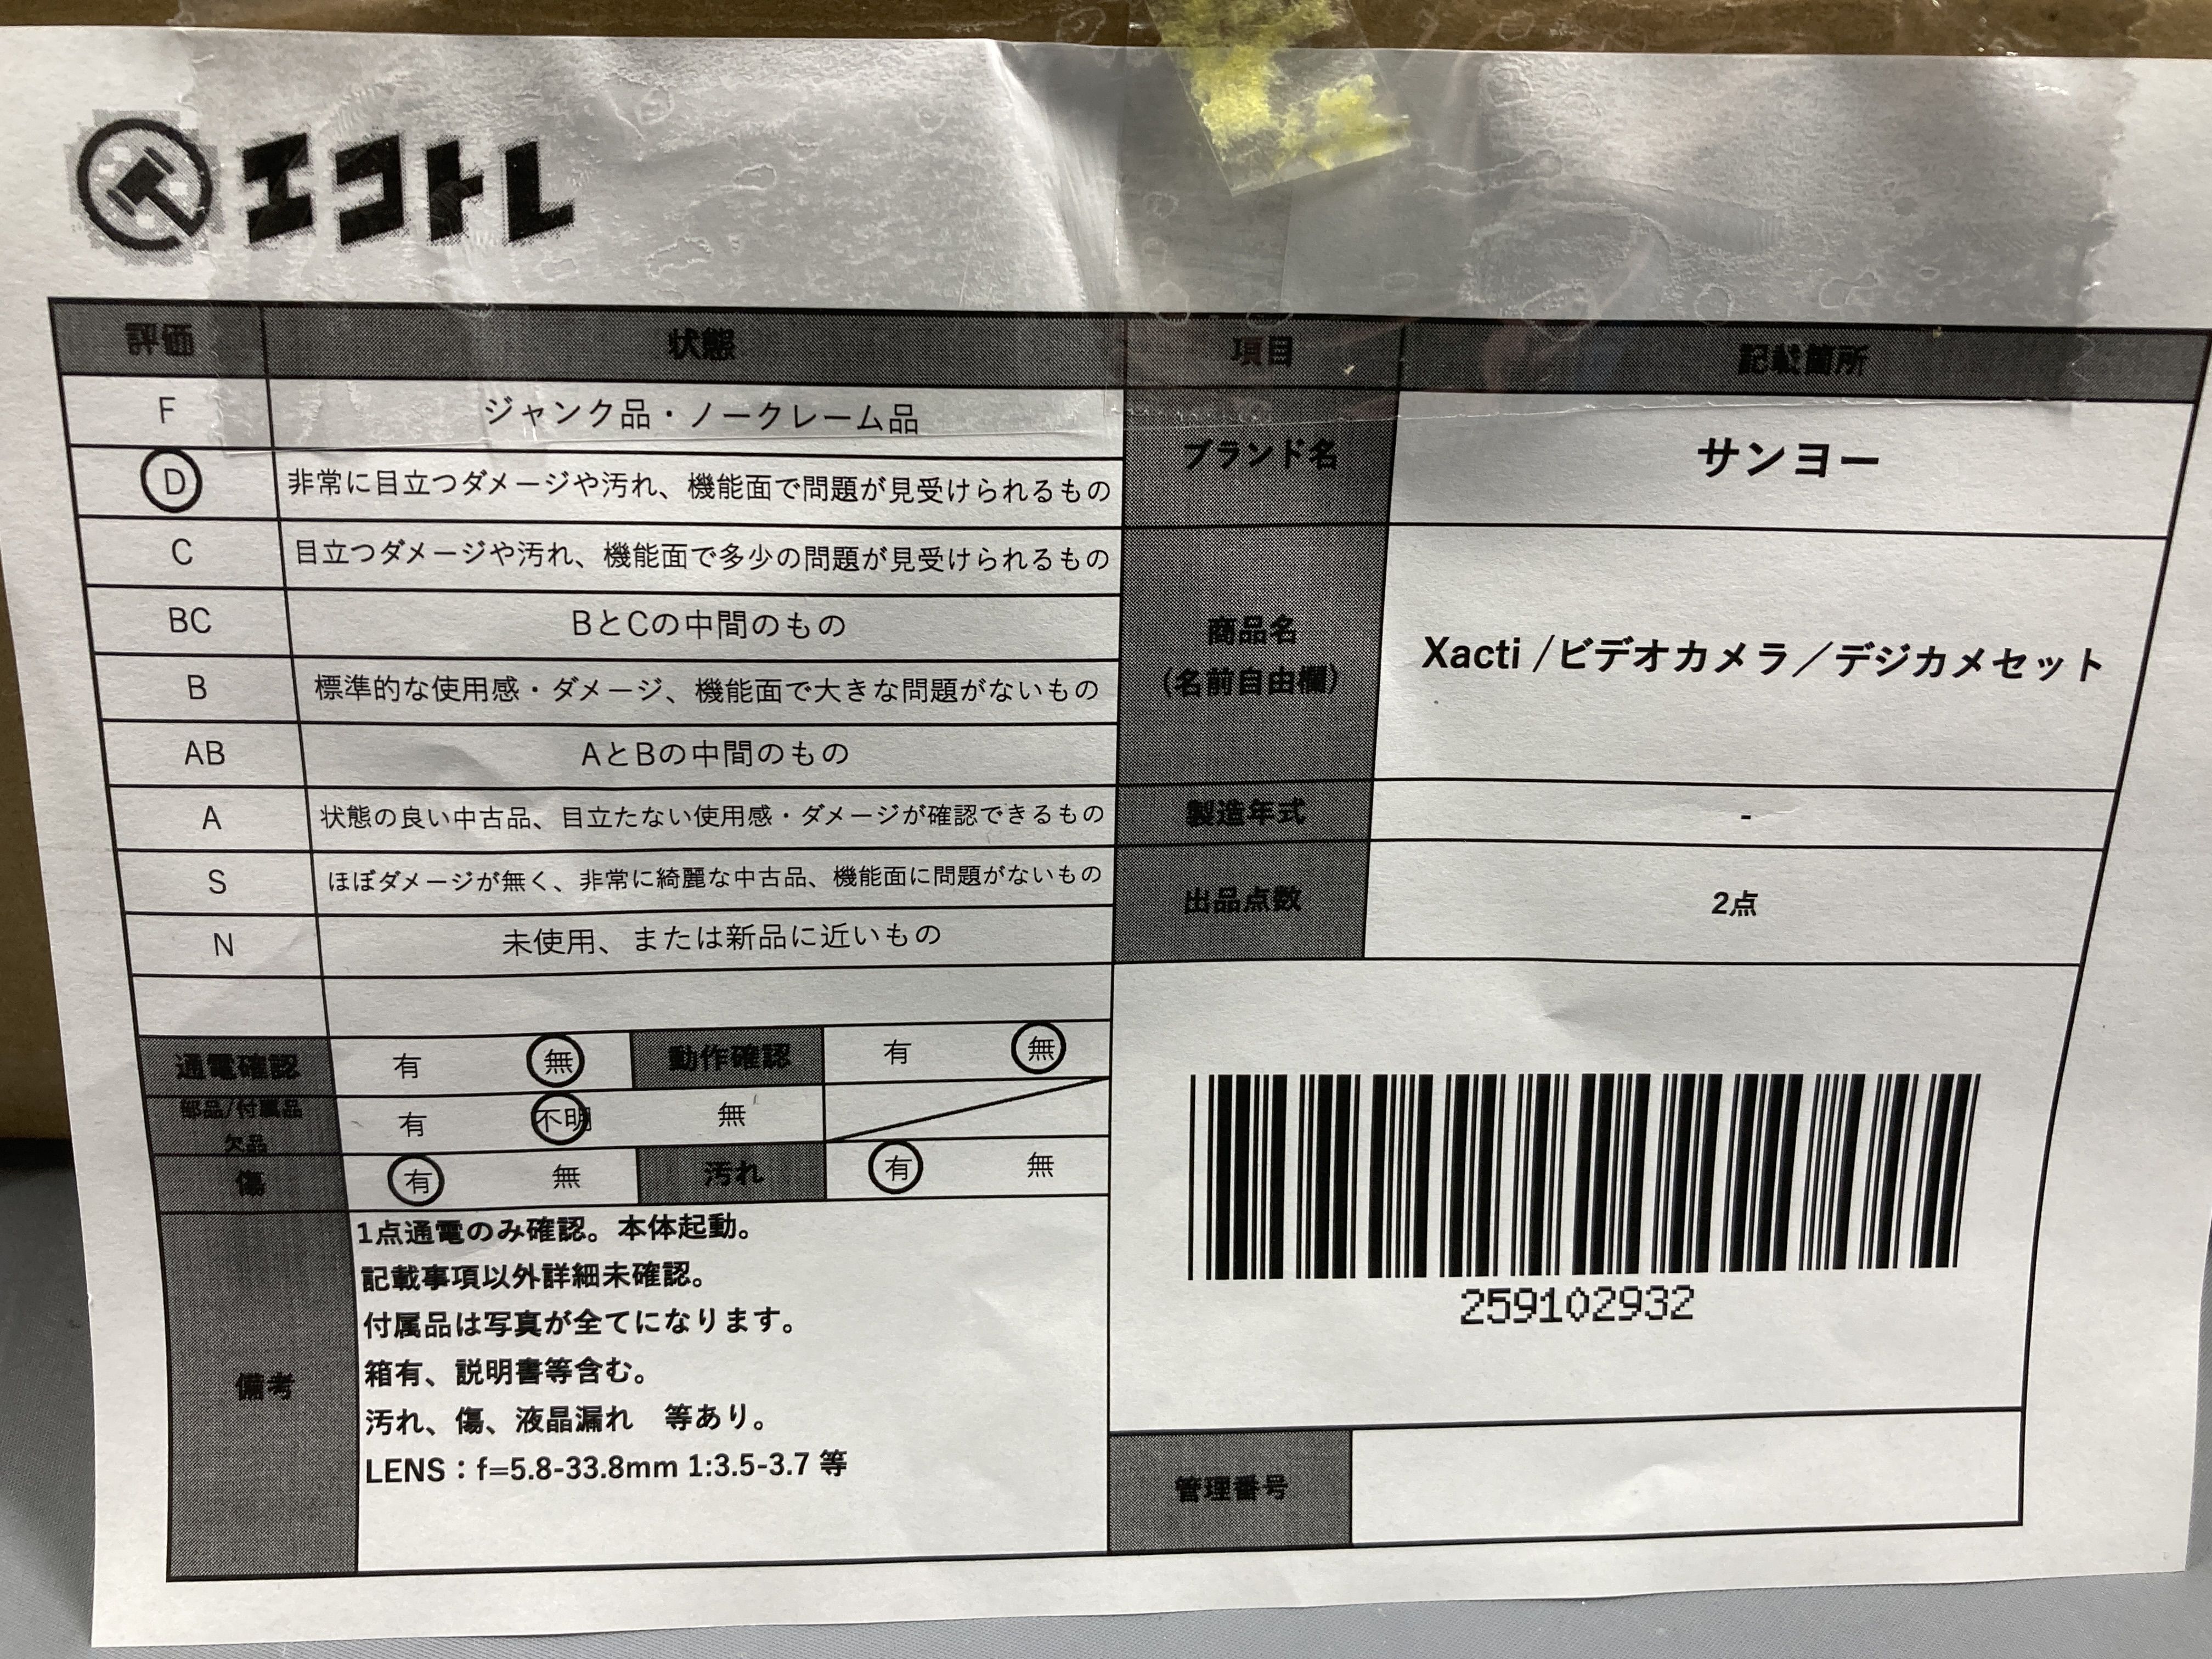 エコトレ
評価 状態 項目 記載箇所
F ジャンク品・ノークレーム品
D 非常に目立つダメージや汚れ、機能面で問題が見受けられるもの
ブランド名 サンヨー
C 目立つダメージや汚れ、機能面で多少の問題が見受けられるもの
BC BとCの中間のもの
商品名
(名前自由欄)
Xacti /ビデオカメラ／デジカメセット
B 標準的な使用感・ダメージ、機能面で大きな問題がないもの
AB AとBの中間のもの
A 状態の良い中古品、目立たない使用感・ダメージが確認できるもの
製造年式 -
S ほぼダメージが無く、非常に綺麗な中古品、機能面に問題がないもの
出品点数 2点
N 未使用、または新品に近いもの
通電確認 有 無 動作確認 有 無
部品/付属品
欠品
有 不明 無
傷 有 無 汚れ 有 無
備考
1点通電のみ確認。本体起動。
記載事項以外詳細未確認。
付属品は写真が全てになります。
箱有、説明書等含む。
汚れ、傷、液晶漏れ　等あり。
LENS：f=5.8-33.8mm 1:3.5-3.7 等
259102932
管理番号